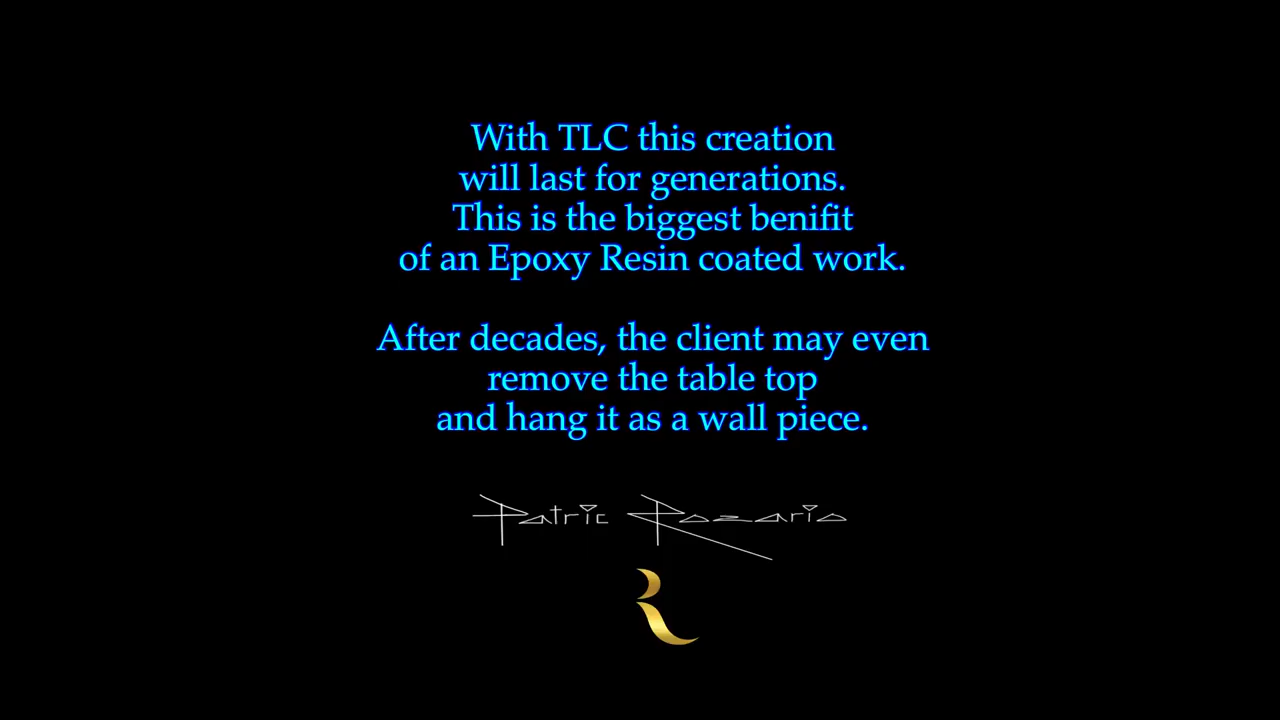 With TLC this creation
will last for generations.
This is the biggest benifit
of an Epoxy Resin coated work.
After decades, the client may even
remove the table top
and hang it as a wall piece.
Patric Rozario
R